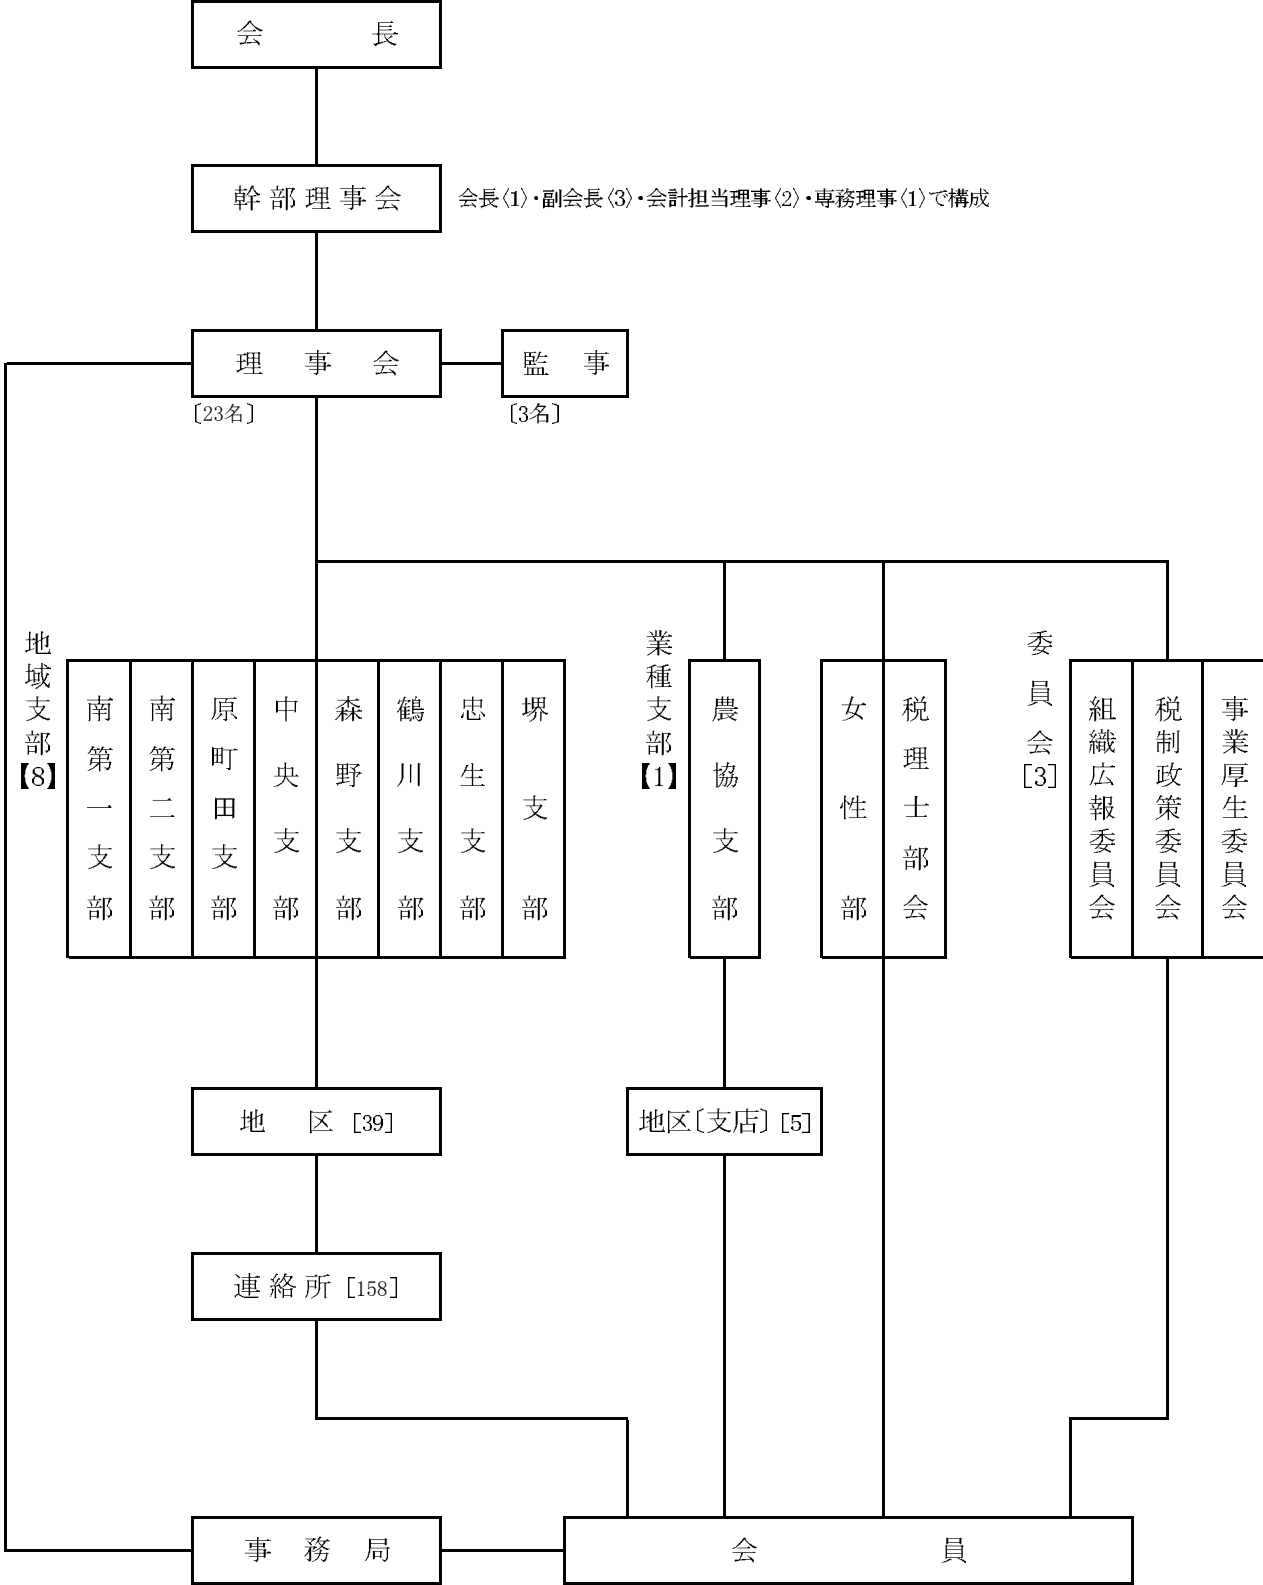 会長
幹部理事会
会長〈1〉・副会長〈3〉・会計担当理事〈2〉・専務理事〈1〉で構成
理事会
監事
〔23名〕
〔3名〕
地域支部【8】
南第一支部
南第二支部
原町田支部
中央支部
森野支部
鶴川支部
忠生支部
堺支部
業種支部【1】
農協支部
女性部
税理士部会
委員会［3］
組織広報委員会
税制政策委員会
事業厚生委員会
地区［39］
地区〔支店〕［5］
連絡所［158］
事務局
会員